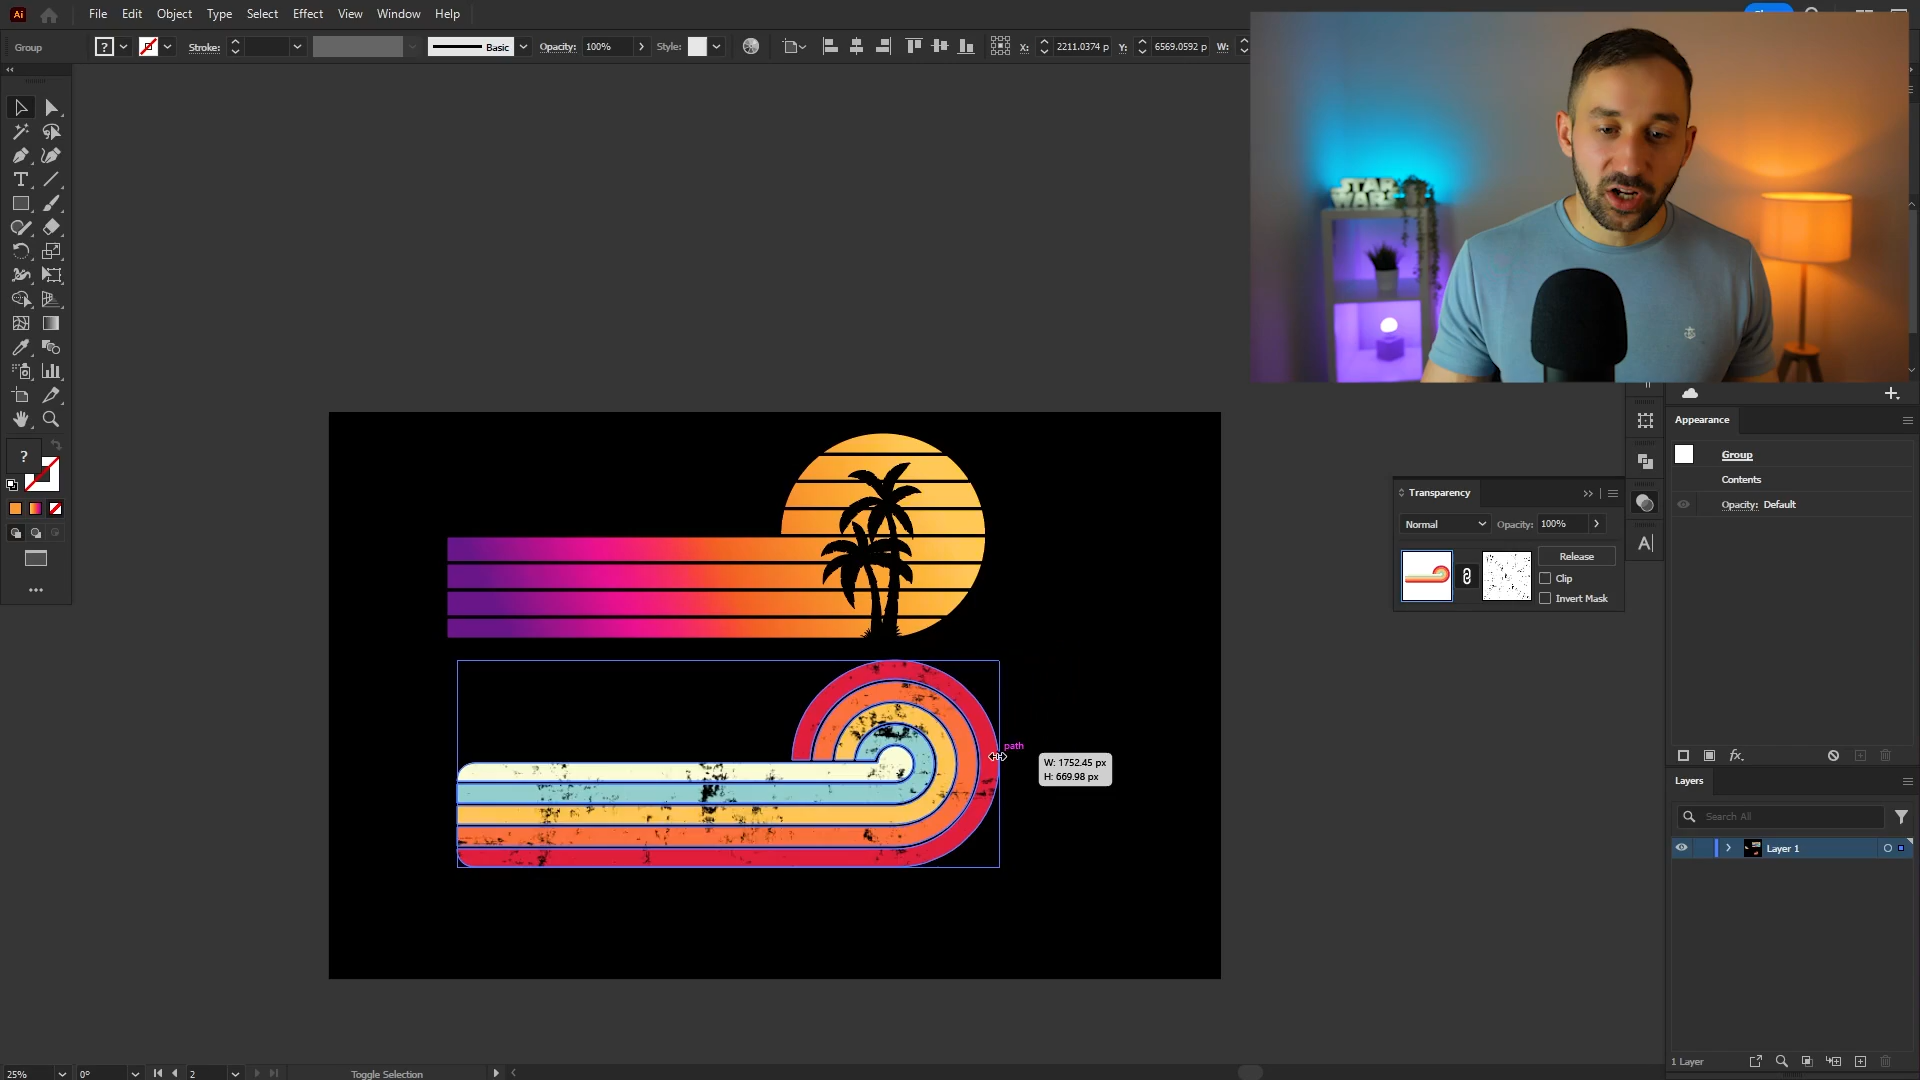 Ai File Edit Object Type Select Effect View Window Help
Group ? Stroke: Basic Opacity: 100% Style: X: 2211.0374 p Y: 6569.0592 p W:
STAR
WARS
Appearance
Group
Contents
Opacity: Default
Transparency
Normal Opacity: 100%
Release
Clip
Invert Mask
?
path
W: 1752.45 px
H: 669.98 px
fx
Layers
Search All
Layer 1
1 Layer
25% 0° 2 Toggle Selection